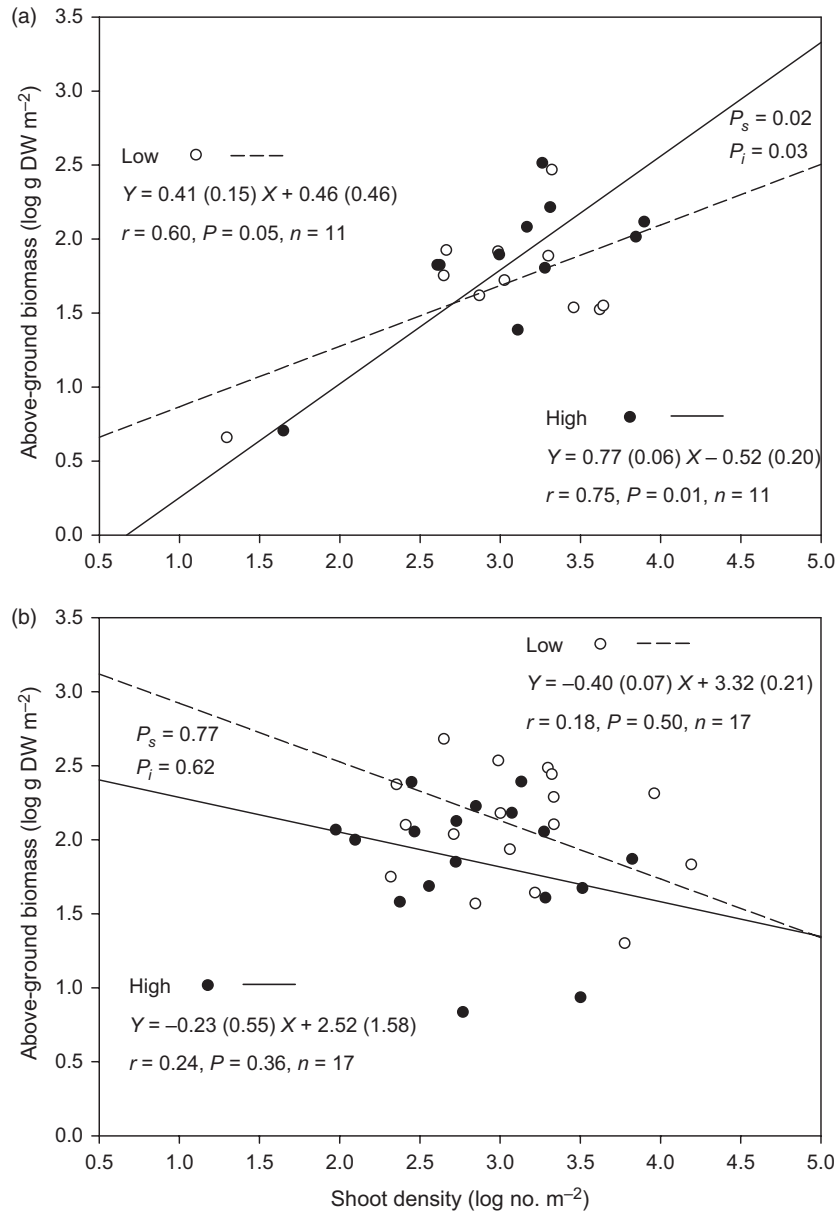 (a)
3.5
3.0
2.5
2.0
1.5
1.0
0.5
0.0
Above-ground biomass (log g DW m⁻²)
Low
Y = 0.41 (0.15) X + 0.46 (0.46)
r = 0.60, P = 0.05, n = 11
Pₛ = 0.02
Pᵢ = 0.03
High
Y = 0.77 (0.06) X – 0.52 (0.20)
r = 0.75, P = 0.01, n = 11
0.5 1.0 1.5 2.0 2.5 3.0 3.5 4.0 4.5 5.0
(b)
3.5
3.0
2.5
2.0
1.5
1.0
0.5
0.0
Above-ground biomass (log g DW m⁻²)
Low
Y = –0.40 (0.07) X + 3.32 (0.21)
r = 0.18, P = 0.50, n = 17
Pₛ = 0.77
Pᵢ = 0.62
High
Y = –0.23 (0.55) X + 2.52 (1.58)
r = 0.24, P = 0.36, n = 17
0.5 1.0 1.5 2.0 2.5 3.0 3.5 4.0 4.5 5.0
Shoot density (log no. m⁻²)